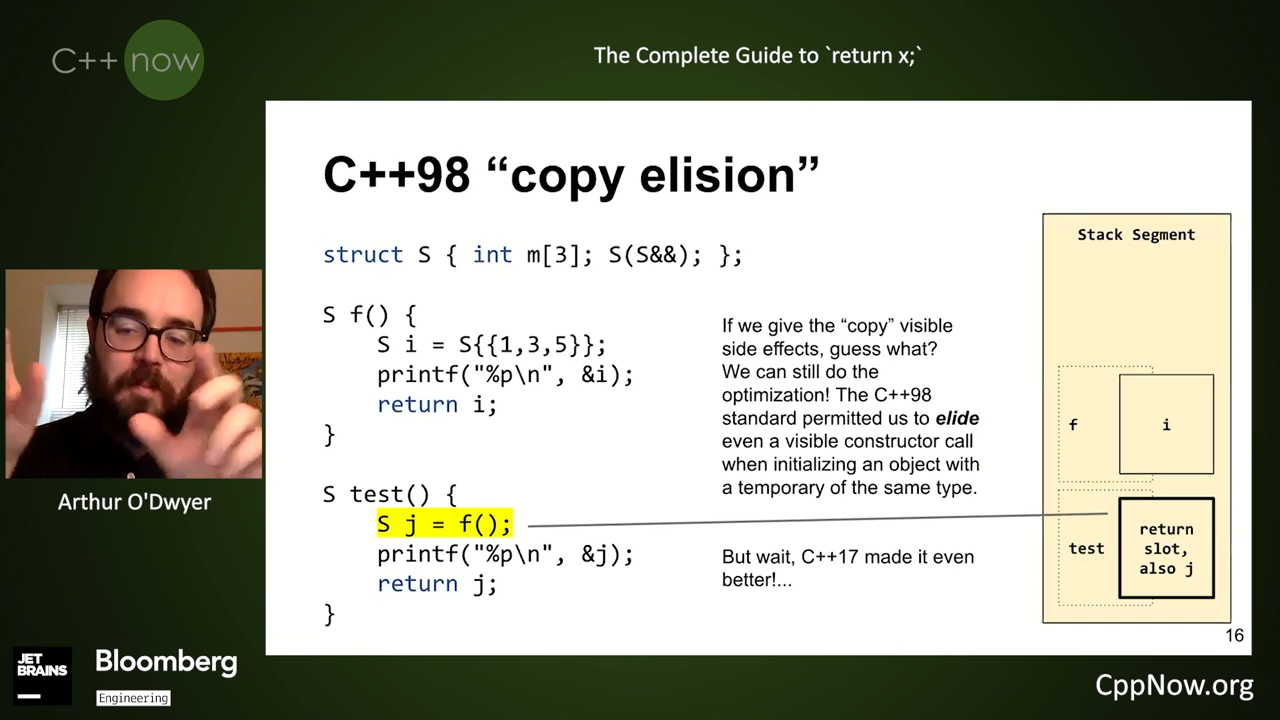 C++ now
The Complete Guide to `return x;`
C++98 “copy elision”
struct S { int m[3]; S(S&&); };
S f() {
S i = S{{1,3,5}};
printf("%p\n", &i);
return i;
}
S test() {
S j = f();
printf("%p\n", &j);
return j;
}
If we give the “copy” visible
side effects, guess what?
We can still do the
optimization! The C++98
standard permitted us to elide
even a visible constructor call
when initializing an object with
a temporary of the same type.
But wait, C++17 made it even
better!...
Stack Segment
f
i
test
return
slot,
also j
16
Arthur O'Dwyer
JET
BRAINS
Bloomberg
Engineering
CppNow.org